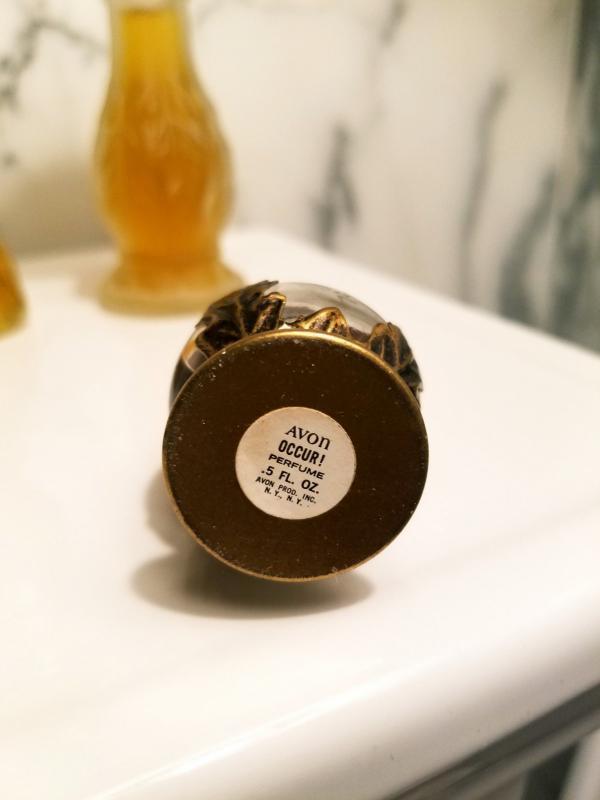 AVON
OCCUR!
PERFUME
.5 FL. OZ.
AVON PROD. INC.
N.Y., N.Y.